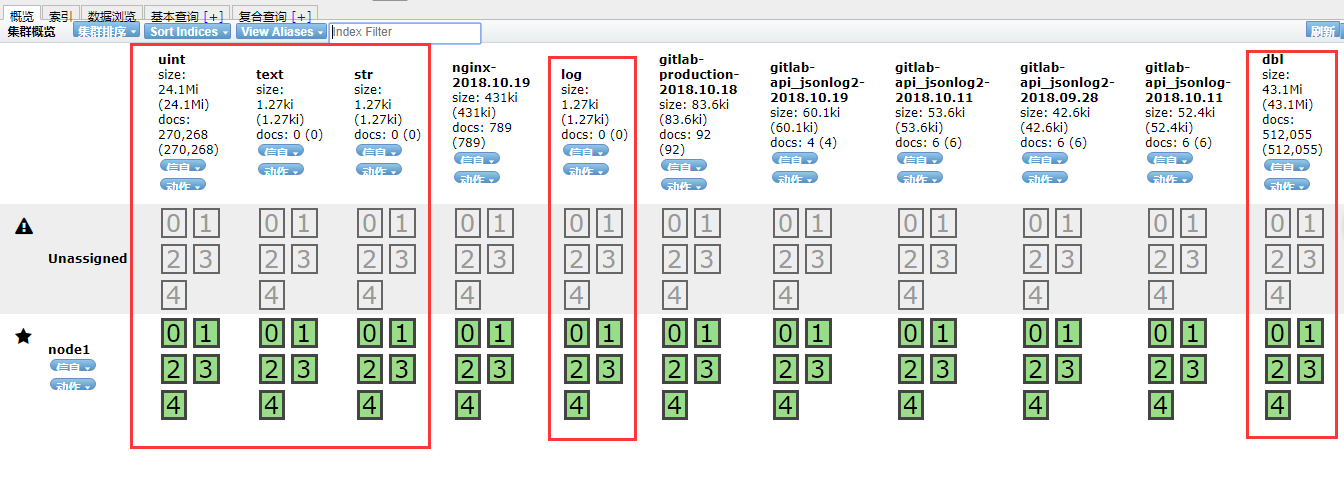 概览 索引 数据浏览 基本查询 [+] 复合查询 [+]
集群概览 集群排序 Sort Indices View Aliases Index Filter 刷新
uint
size:
24.1Mi
(24.1Mi)
docs:
270,268
(270,268)
信息
动作
text
size:
1.27ki
(1.27ki)
docs: 0 (0)
信息
动作
str
size:
1.27ki
(1.27ki)
docs: 0 (0)
信息
动作
nginx-
2018.10.19
size: 431ki
(431ki)
docs: 789
(789)
信息
动作
log
size:
1.27ki
(1.27ki)
docs: 0 (0)
信息
动作
gitlab-
production-
2018.10.18
size: 83.6ki
(83.6ki)
docs: 92
(92)
信息
动作
gitlab-
api_jsonlog2-
2018.10.19
size: 60.1ki
(60.1ki)
docs: 4 (4)
信息
动作
gitlab-
api_jsonlog2-
2018.10.11
size: 53.6ki
(53.6ki)
docs: 6 (6)
信息
动作
gitlab-
api_jsonlog2-
2018.09.28
size: 42.6ki
(42.6ki)
docs: 6 (6)
信息
动作
gitlab-
api_jsonlog-
2018.10.11
size: 52.4ki
(52.4ki)
docs: 6 (6)
信息
动作
dbl
size:
43.1Mi
(43.1Mi)
docs:
512,055
(512,055)
信息
动作
0 1 0 1 0 1 0 1 0 1 0 1 0 1 0 1 0 1 0 1 0 1
Unassigned 2 3 2 3 2 3 2 3 2 3 2 3 2 3 2 3 2 3 2 3 2 3
4 4 4 4 4 4 4 4 4 4 4
0 1 0 1 0 1 0 1 0 1 0 1 0 1 0 1 0 1 0 1 0 1
node1
信息 2 3 2 3 2 3 2 3 2 3 2 3 2 3 2 3 2 3 2 3 2 3
动作
4 4 4 4 4 4 4 4 4 4 4